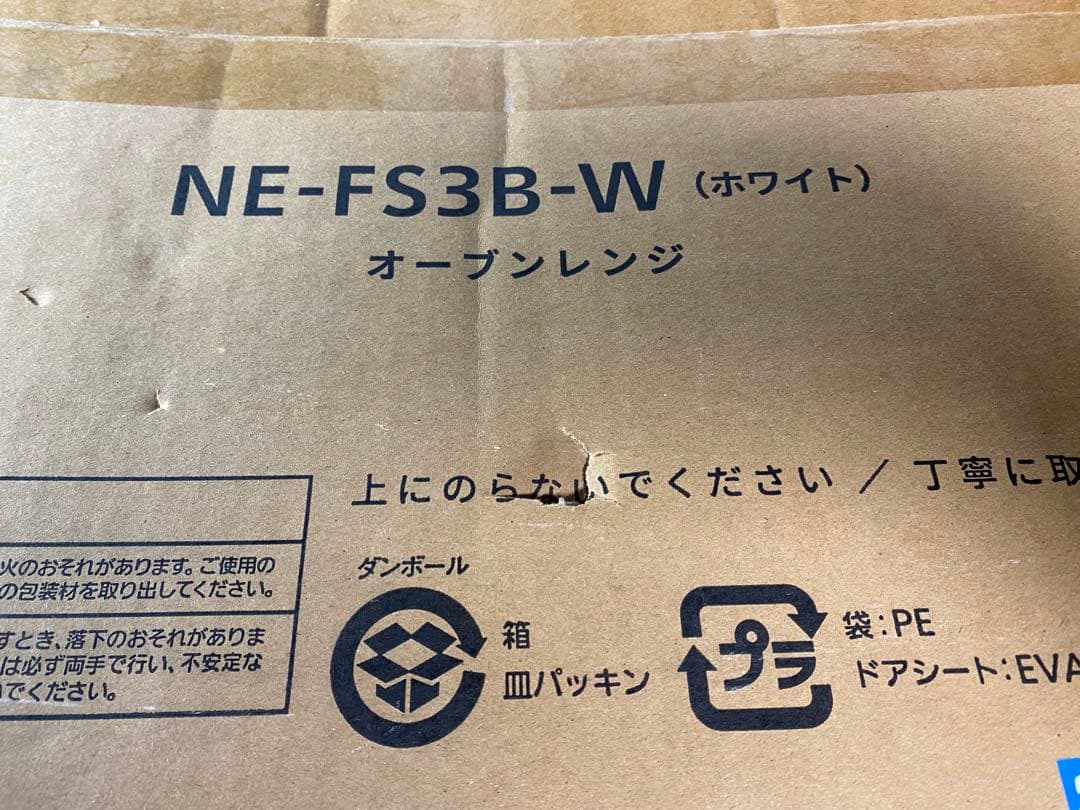 NE-FS3B-W（ホワイト）
オーブンレンジ
上にのらないでください / 丁寧に取
火のおそれがあります。ご使用の
の包装材を取り出してください。
すとき、落下のおそれがありま
は必ず両手で行い、不安定な
でください。
ダンボール
箱
皿パッキン
プラ
袋：PE
ドアシート：EVA